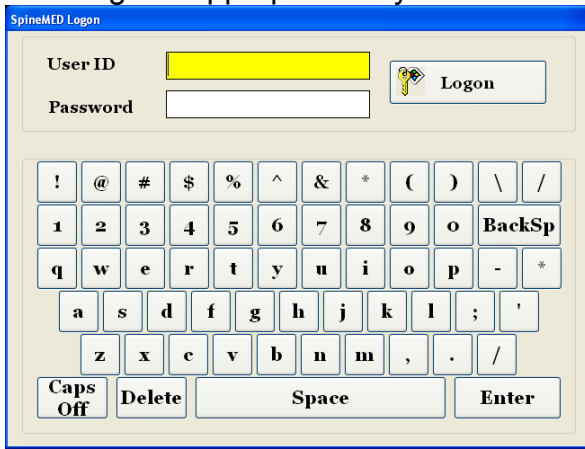 SpineMED Logon
User ID
Password
Logon
! @ # $ % ^ & * ( ) \ /
1 2 3 4 5 6 7 8 9 0 BackSp
q w e r t y u i o p - *
a s d f g h j k l ; '
z x c v b n m , . /
Caps Off Delete Space Enter